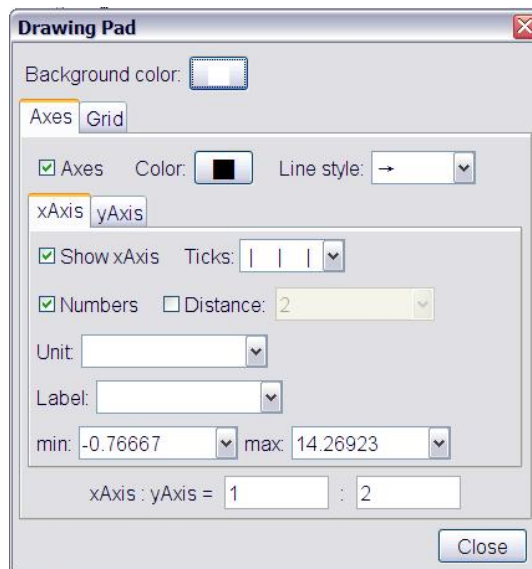 Drawing Pad
Background color:
Axes Grid
Axes Color: Line style: →
xAxis yAxis
Show xAxis Ticks: | | |
Numbers Distance: 2
Unit:
Label:
min: -0.76667 max: 14.26923
xAxis : yAxis = 1 : 2
Close